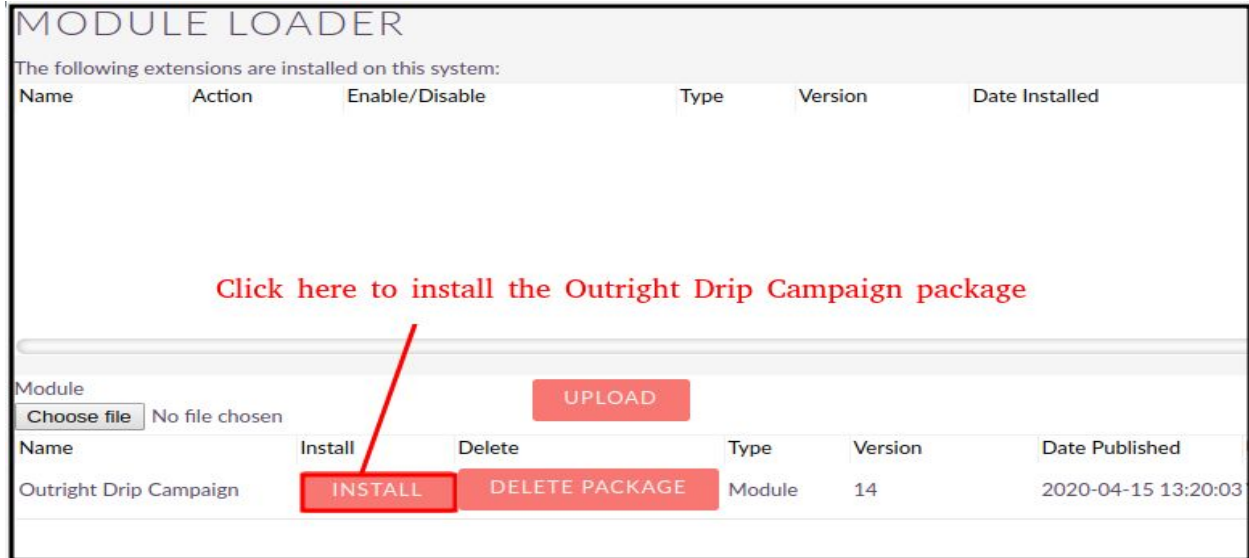 MODULE LOADER
The following extensions are installed on this system:
Name Action Enable/Disable Type Version Date Installed
Click here to install the Outright Drip Campaign package
Module
UPLOAD
Choose file No file chosen
Name Install Delete Type Version Date Published
Outright Drip Campaign INSTALL DELETE PACKAGE Module 14 2020-04-15 13:20:03